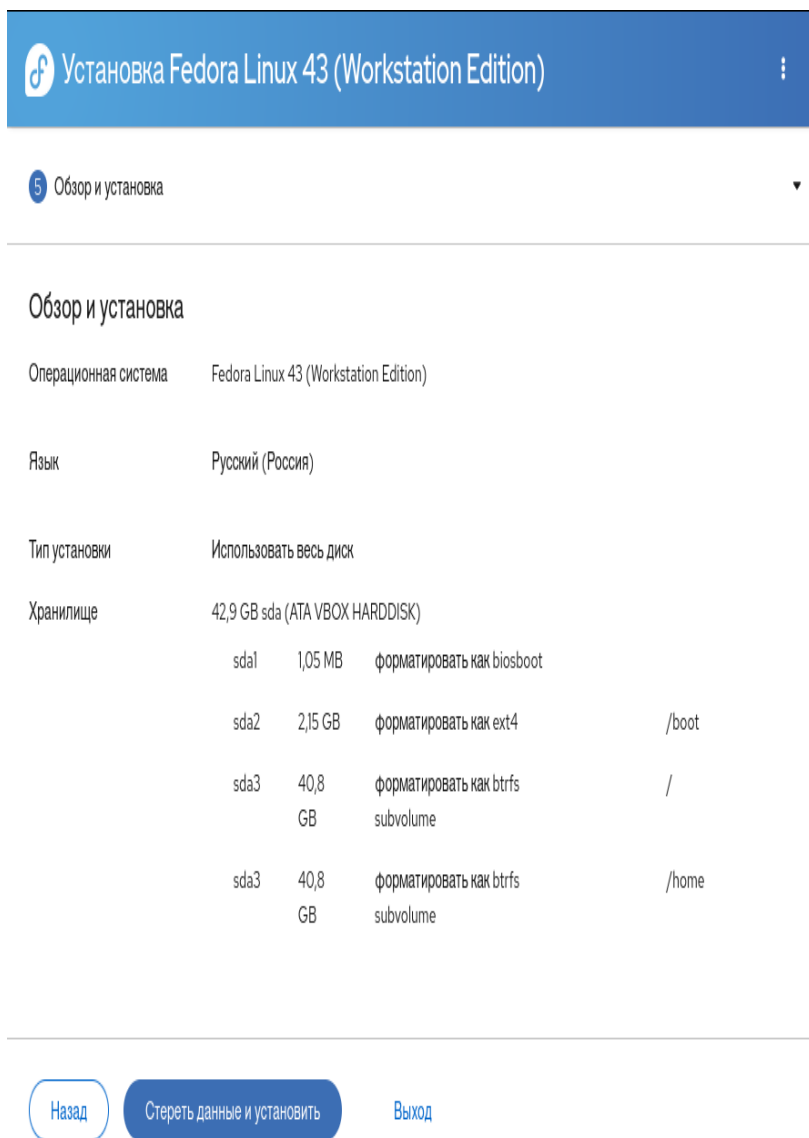 Установка Fedora Linux 43 (Workstation Edition)
5 Обзор и установка
Обзор и установка
Операционная система Fedora Linux 43 (Workstation Edition)
Язык Русский (Россия)
Тип установки Использовать весь диск
Хранилище 42,9 GB sda (ATA VBOX HARDDISK)
sda1 1,05 MB форматировать как biosboot
sda2 2,15 GB форматировать как ext4 /boot
sda3 40,8 форматировать как btrfs /
GB subvolume
sda3 40,8 форматировать как btrfs /home
GB subvolume
Назад Стереть данные и установить Выход